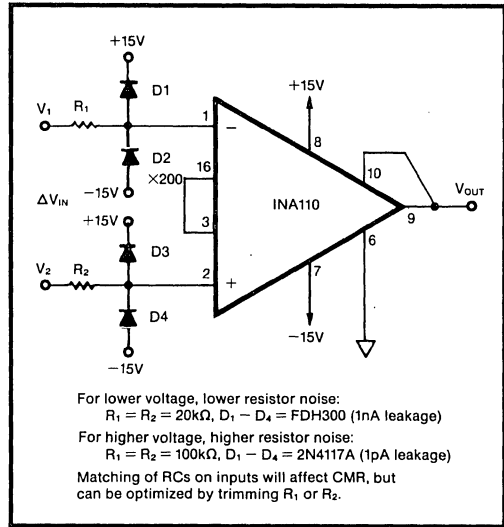 +15V
D1
V₁
R₁
1
−
+15V
8
D2
−15V
16
×200
10
ΔV_IN
INA110
V_OUT
9
+15V
3
6
D3
V₂
R₂
2
+
7
D4
−15V
−15V
For lower voltage, lower resistor noise:
R₁ = R₂ = 20kΩ, D₁ − D₄ = FDH300 (1nA leakage)
For higher voltage, higher resistor noise:
R₁ = R₂ = 100kΩ, D₁ − D₄ = 2N4117A (1pA leakage)
Matching of RCs on inputs will affect CMR, but
can be optimized by trimming R₁ or R₂.